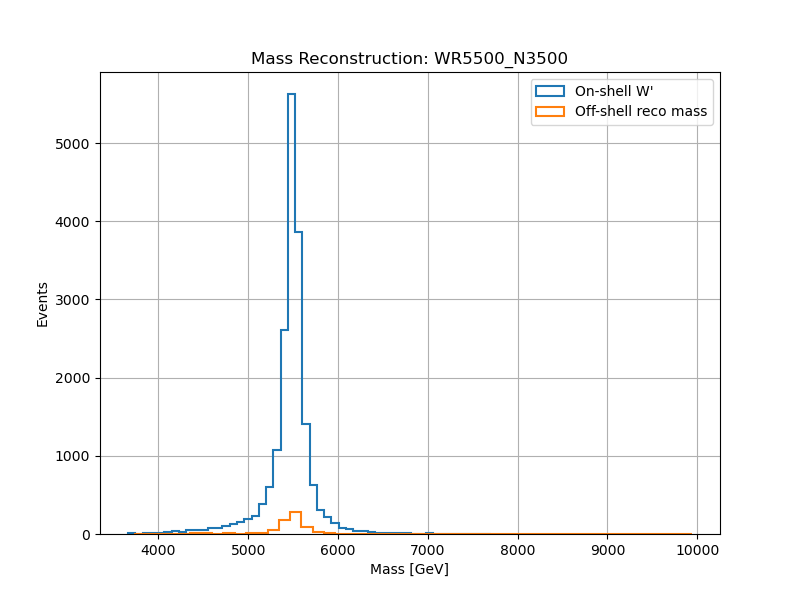 Mass Reconstruction: WR5500_N3500
On-shell W'
Off-shell reco mass
Events
5000
4000
3000
2000
1000
0
4000 5000 6000 7000 8000 9000 10000
Mass [GeV]